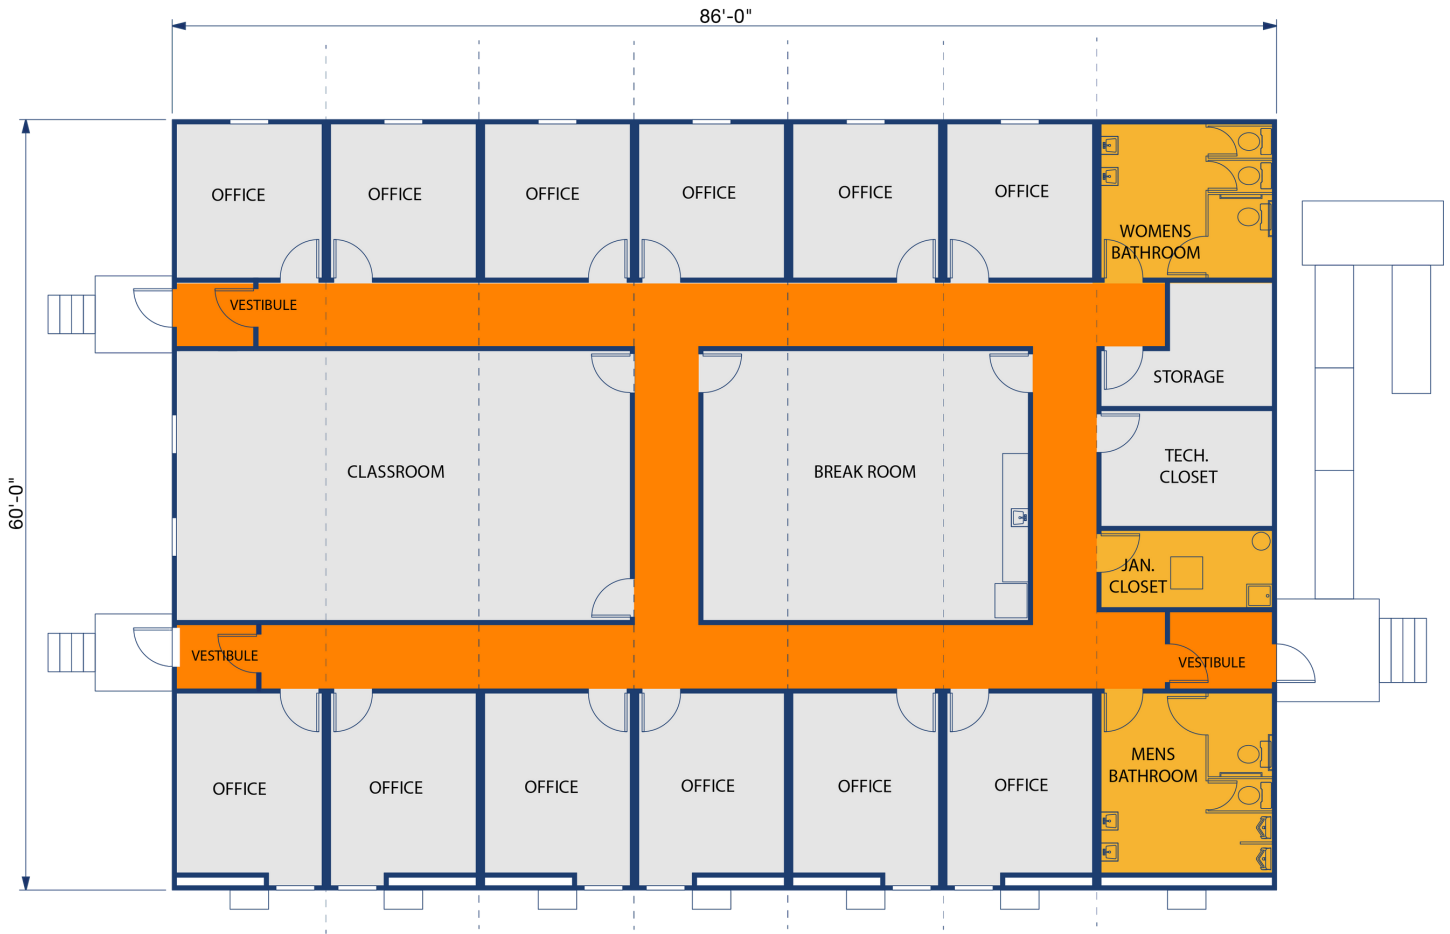 86'-0"
OFFICE
OFFICE
OFFICE
OFFICE
OFFICE
OFFICE
WOMENS
BATHROOM
VESTIBULE
STORAGE
CLASSROOM
BREAK ROOM
TECH.
CLOSET
60'-0"
JAN.
CLOSET
VESTIBULE
VESTIBULE
OFFICE
OFFICE
OFFICE
OFFICE
OFFICE
OFFICE
MENS
BATHROOM